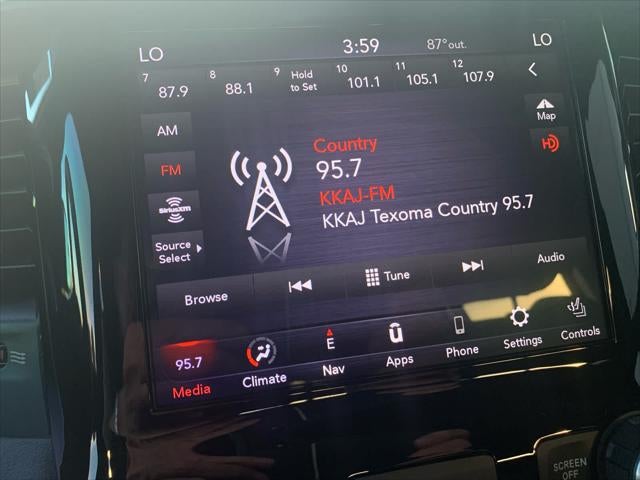 LO 3:59 87° out. LO
7 87.9 8 88.1 9 Hold to Set 10 101.1 11 105.1 12 107.9
AM
Map
Country
FM
95.7
HD
SiriusXM
KKAJ-FM
KKAJ Texoma Country 95.7
Source
Select
Browse Tune Audio
95.7 E
Media Climate Nav Apps Phone Settings Controls
SCREEN
OFF